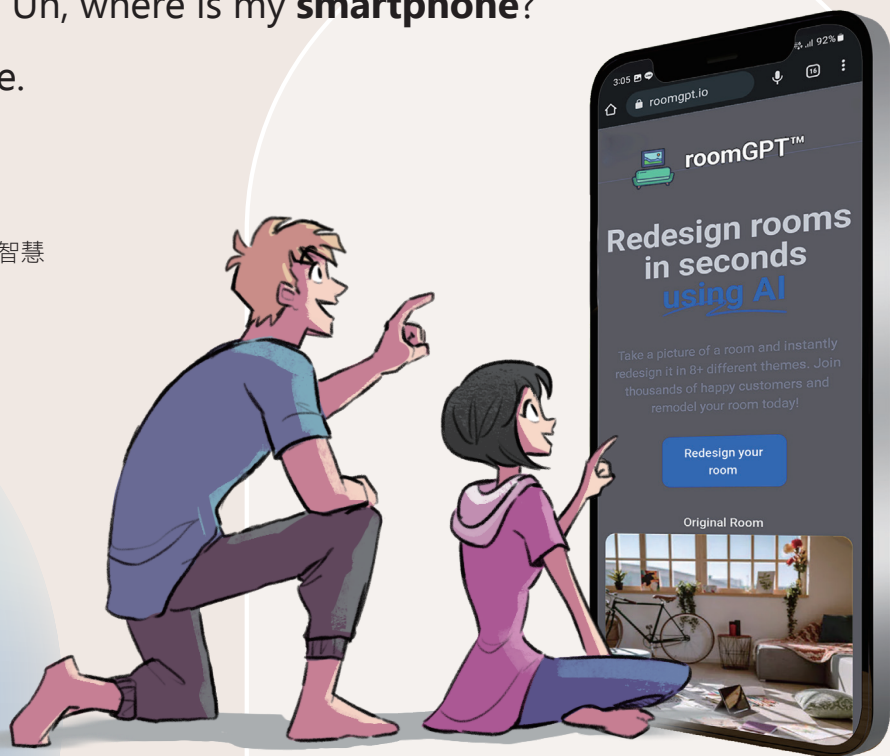 Uh, where is my smartphone?
e.
智慧
3:05
92%
roomgpt.io
16
roomGPT™
Redesign rooms
in seconds
using AI
Take a picture of a room and instantly
redesign it in 8+ different themes. Join
thousands of happy customers and
remodel your room today!
Redesign your
room
Original Room